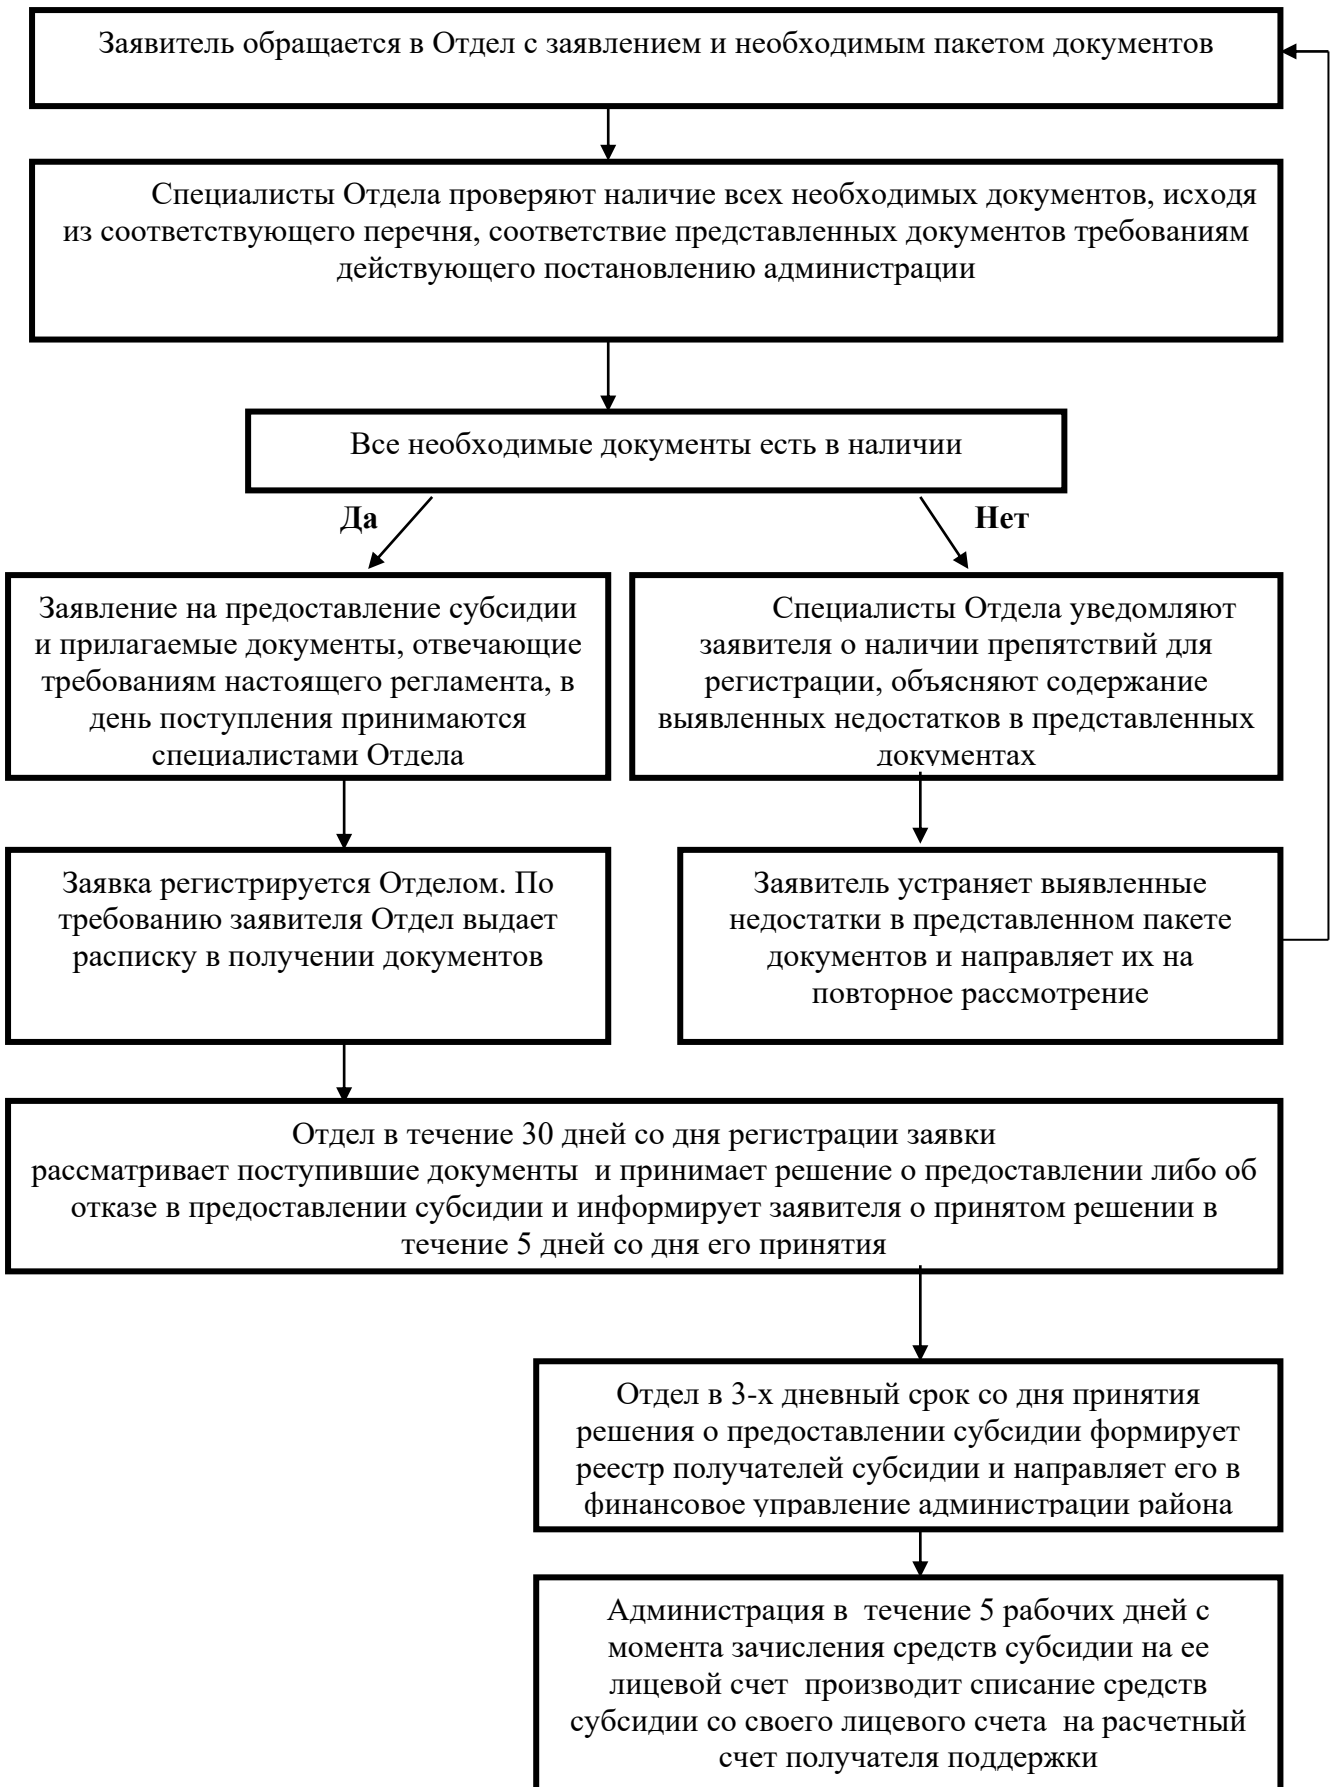 Заявитель обращается в Отдел с заявлением и необходимым пакетом документов
Специалисты Отдела проверяют наличие всех необходимых документов, исходя
из соответствующего перечня, соответствие представленных документов требованиям
действующего постановлению администрации
Все необходимые документы есть в наличии
Да
Нет
Заявление на предоставление субсидии
и прилагаемые документы, отвечающие
требованиям настоящего регламента, в
день поступления принимаются
специалистами Отдела
Специалисты Отдела уведомляют
заявителя о наличии препятствий для
регистрации, объясняют содержание
выявленных недостатков в представленных
документах
Заявка регистрируется Отделом. По
требованию заявителя Отдел выдает
расписку в получении документов
Заявитель устраняет выявленные
недостатки в представленном пакете
документов и направляет их на
повторное рассмотрение
Отдел в течение 30 дней со дня регистрации заявки
рассматривает поступившие документы  и принимает решение о предоставлении либо об
отказе в предоставлении субсидии и информирует заявителя о принятом решении в
течение 5 дней со дня его принятия
Отдел в 3-х дневный срок со дня принятия
решения о предоставлении субсидии формирует
реестр получателей субсидии и направляет его в
финансовое управление администрации района
Администрация в  течение 5 рабочих дней с
момента зачисления средств субсидии на ее
лицевой счет  производит списание средств
субсидии со своего лицевого счета  на расчетный
счет получателя поддержки